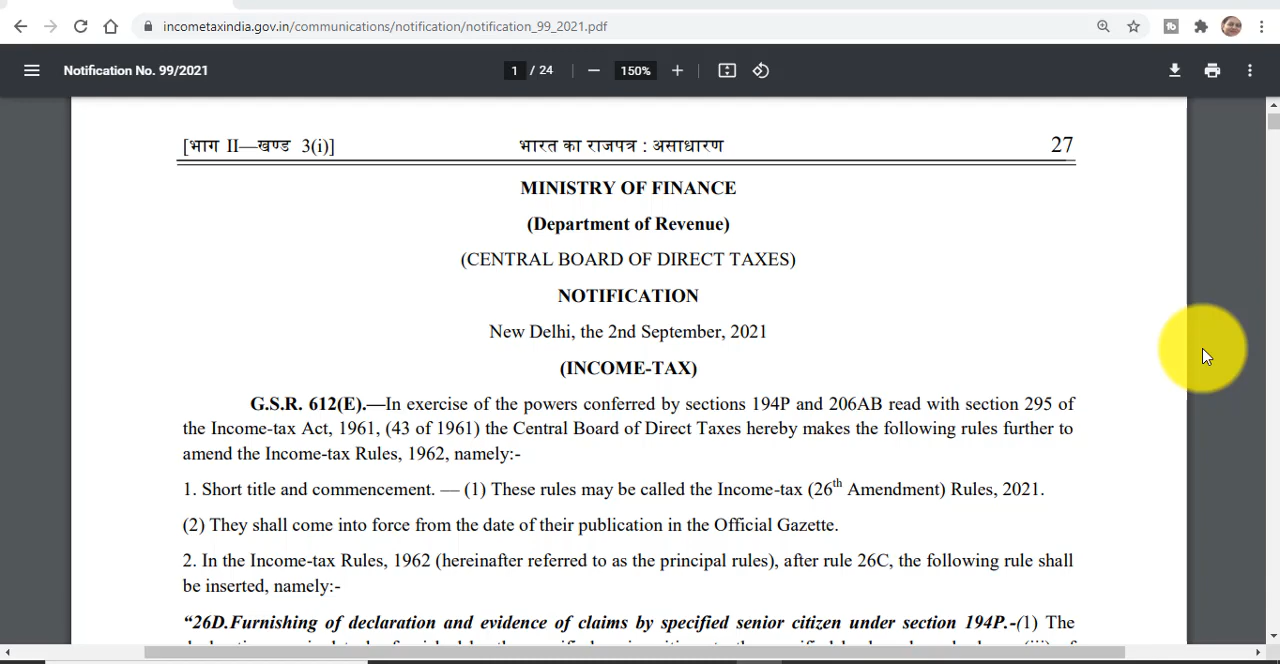 incometaxindia.gov.in/communications/notification/notification_99_2021.pdf
Notification No. 99/2021
1 / 24
150%
[भाग II—खण्ड 3(i)] भारत का राजपत्र : असाधारण 27
MINISTRY OF FINANCE
(Department of Revenue)
(CENTRAL BOARD OF DIRECT TAXES)
NOTIFICATION
New Delhi, the 2nd September, 2021
(INCOME-TAX)
G.S.R. 612(E).—In exercise of the powers conferred by sections 194P and 206AB read with section 295 of
the Income-tax Act, 1961, (43 of 1961) the Central Board of Direct Taxes hereby makes the following rules further to
amend the Income-tax Rules, 1962, namely:-
1. Short title and commencement. — (1) These rules may be called the Income-tax (26th Amendment) Rules, 2021.
(2) They shall come into force from the date of their publication in the Official Gazette.
2. In the Income-tax Rules, 1962 (hereinafter referred to as the principal rules), after rule 26C, the following rule shall
be inserted, namely:-
“26D.Furnishing of declaration and evidence of claims by specified senior citizen under section 194P.-(1) The